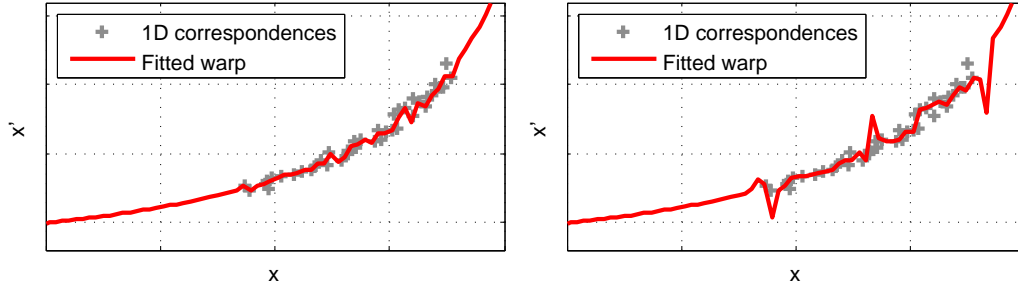 1D correspondences
Fitted warp
x'
x
1D correspondences
Fitted warp
x'
x